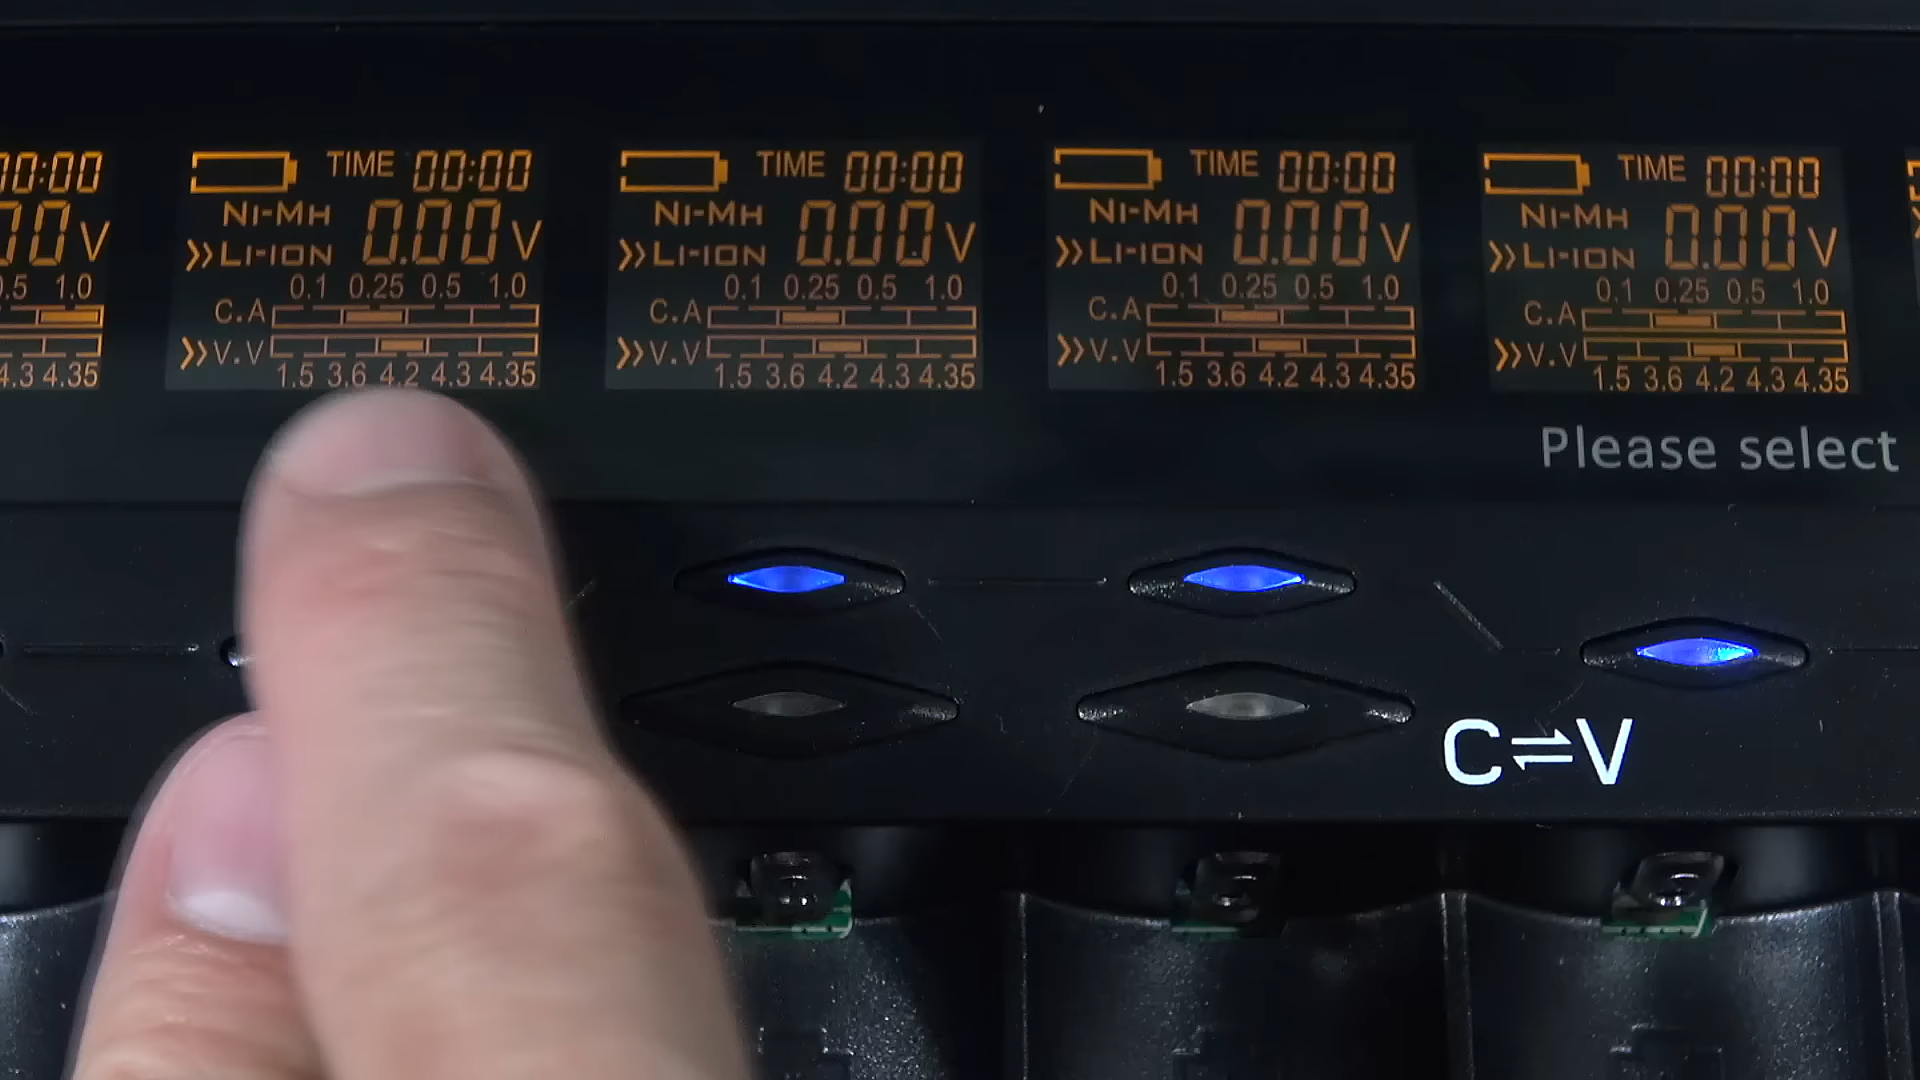 00:00
00V
0.5 1.0
4.3 4.35
TIME 00:00
Ni-MH
0.00 V
»Li-ION
0.1 0.25 0.5 1.0
C.A
»V.V
1.5 3.6 4.2 4.3 4.35
TIME 00:00
Ni-MH
0.00 V
»Li-ION
0.1 0.25 0.5 1.0
C.A
»V.V
1.5 3.6 4.2 4.3 4.35
TIME 00:00
Ni-MH
0.00 V
»Li-ION
0.1 0.25 0.5 1.0
C.A
»V.V
1.5 3.6 4.2 4.3 4.35
TIME 00:00
Ni-MH
0.00 V
»Li-ION
0.1 0.25 0.5 1.0
C.A
»V.V
1.5 3.6 4.2 4.3 4.35
Please select
C⇌V